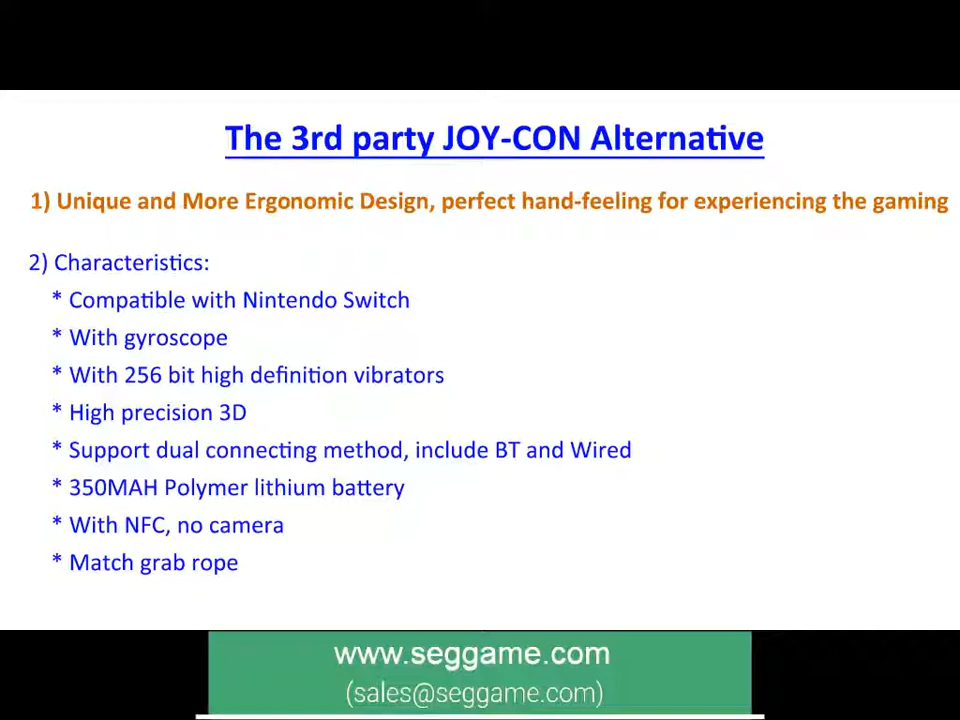 The 3rd party JOY-CON Alternative
1) Unique and More Ergonomic Design, perfect hand-feeling for experiencing the gaming
2) Characteristics:
* Compatible with Nintendo Switch
* With gyroscope
* With 256 bit high definition vibrators
* High precision 3D
* Support dual connecting method, include BT and Wired
* 350MAH Polymer lithium battery
* With NFC, no camera
* Match grab rope
www.seggame.com
(sales@seggame.com)